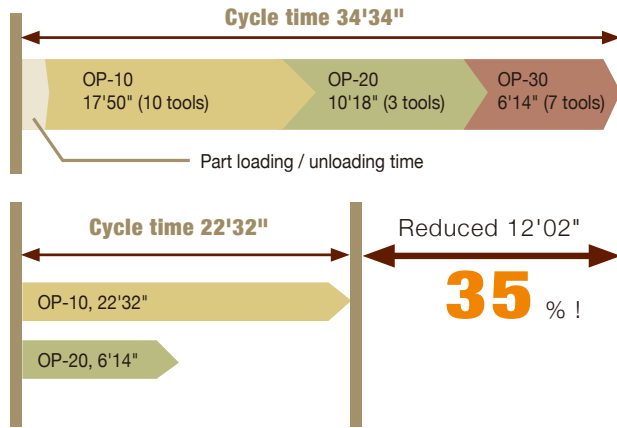 Cycle time 34'34"
OP-10
17'50" (10 tools)
OP-20
10'18" (3 tools)
OP-30
6'14" (7 tools)
Part loading / unloading time
Cycle time 22'32"
Reduced 12'02"
35 % !
OP-10, 22'32"
OP-20, 6'14"